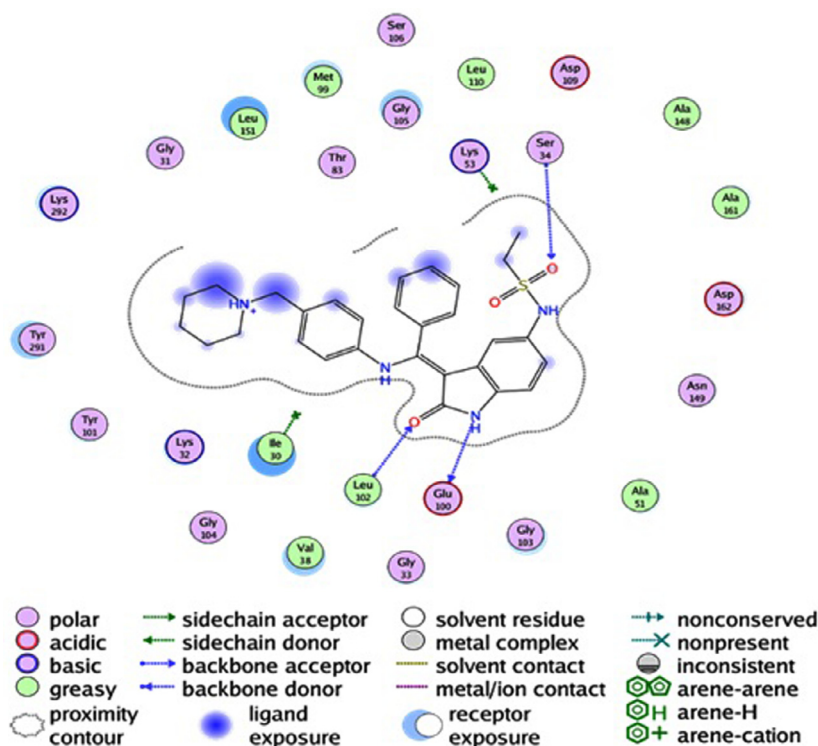 Ser
106
Met
99
Leu
110
Asp
109
Leu
151
Gly
105
Ala
148
Gly
31
Thr
83
Lys
53
Ser
34
Lys
292
Ala
161
O
S
O
HN
+
NH
Asp
162
Tyr
291
N
H
Asn
149
O
N
H
Tyr
101
Lys
32
Ile
30
Leu
102
Glu
100
Ala
51
Gly
104
Val
38
Gly
33
Gly
103
polar
acidic
basic
greasy
proximity
contour
sidechain acceptor
sidechain donor
backbone acceptor
backbone donor
ligand
exposure
solvent residue
metal complex
solvent contact
metal/ion contact
receptor
exposure
nonconserved
nonpresent
inconsistent
arene-arene
H arene-H
+ arene-cation